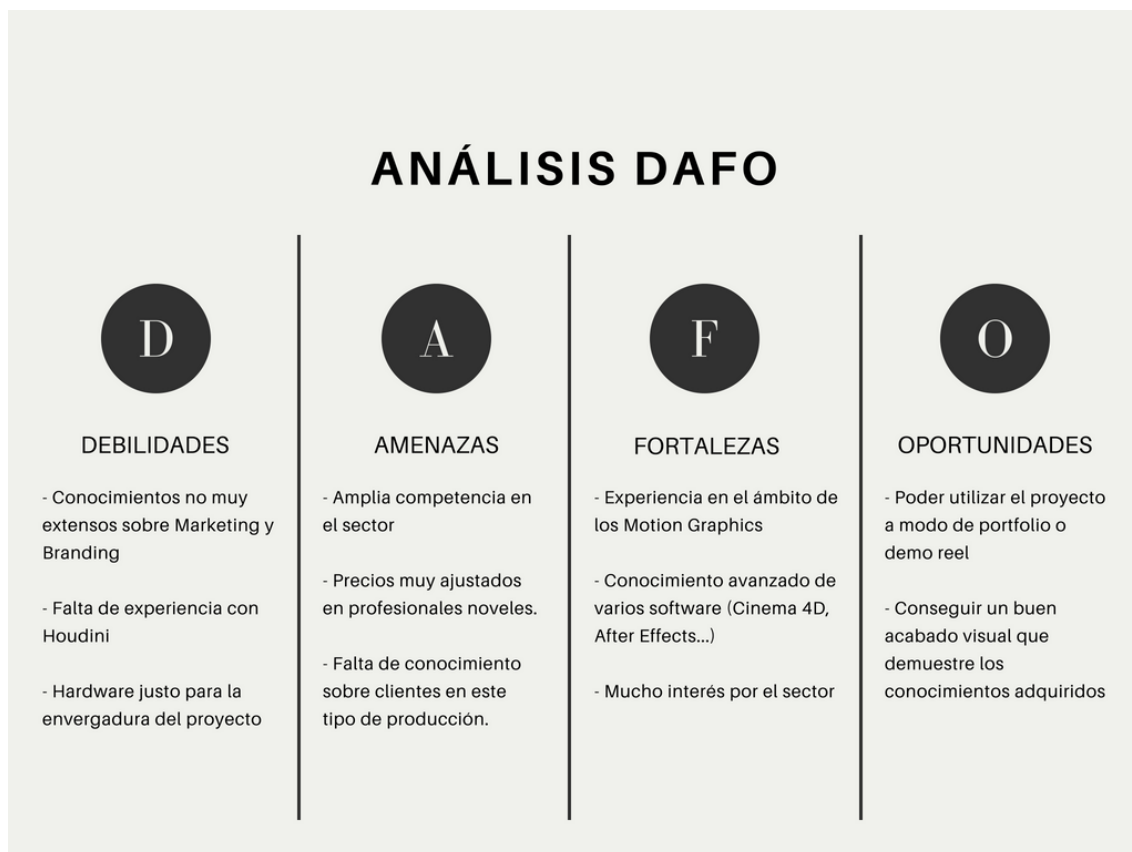 ANÁLISIS DAFO
D
DEBILIDADES
- Conocimientos no muy
extensos sobre Marketing y
Branding
- Falta de experiencia con
Houdini
- Hardware justo para la
envergadura del proyecto
A
AMENAZAS
- Amplia competencia en
el sector
- Precios muy ajustados
en profesionales noveles.
- Falta de conocimiento
sobre clientes en este
tipo de producción.
F
FORTALEZAS
- Experiencia en el ámbito de
los Motion Graphics
- Conocimiento avanzado de
varios software (Cinema 4D,
After Effects...)
- Mucho interés por el sector
O
OPORTUNIDADES
- Poder utilizar el proyecto
a modo de portfolio o
demo reel
- Conseguir un buen
acabado visual que
demuestre los
conocimientos adquiridos